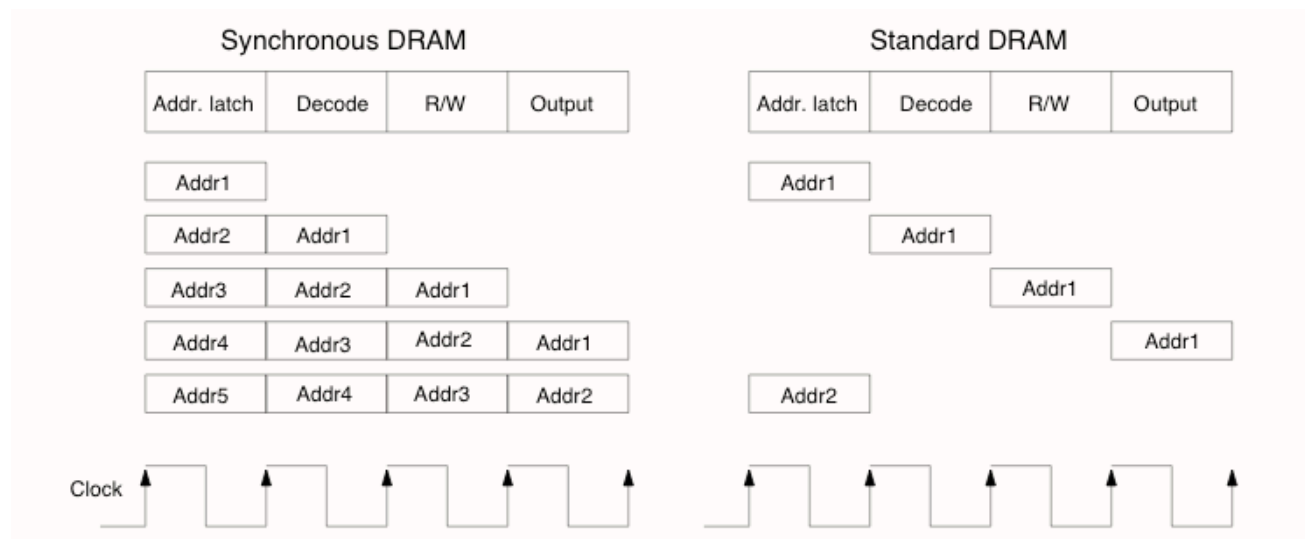 Synchronous DRAM Standard DRAM
Addr. latch Decode R/W Output Addr. latch Decode R/W Output
Addr1 Addr1
Addr2 Addr1 Addr1
Addr3 Addr2 Addr1 Addr1
Addr4 Addr3 Addr2 Addr1 Addr1
Addr5 Addr4 Addr3 Addr2 Addr2
Clock